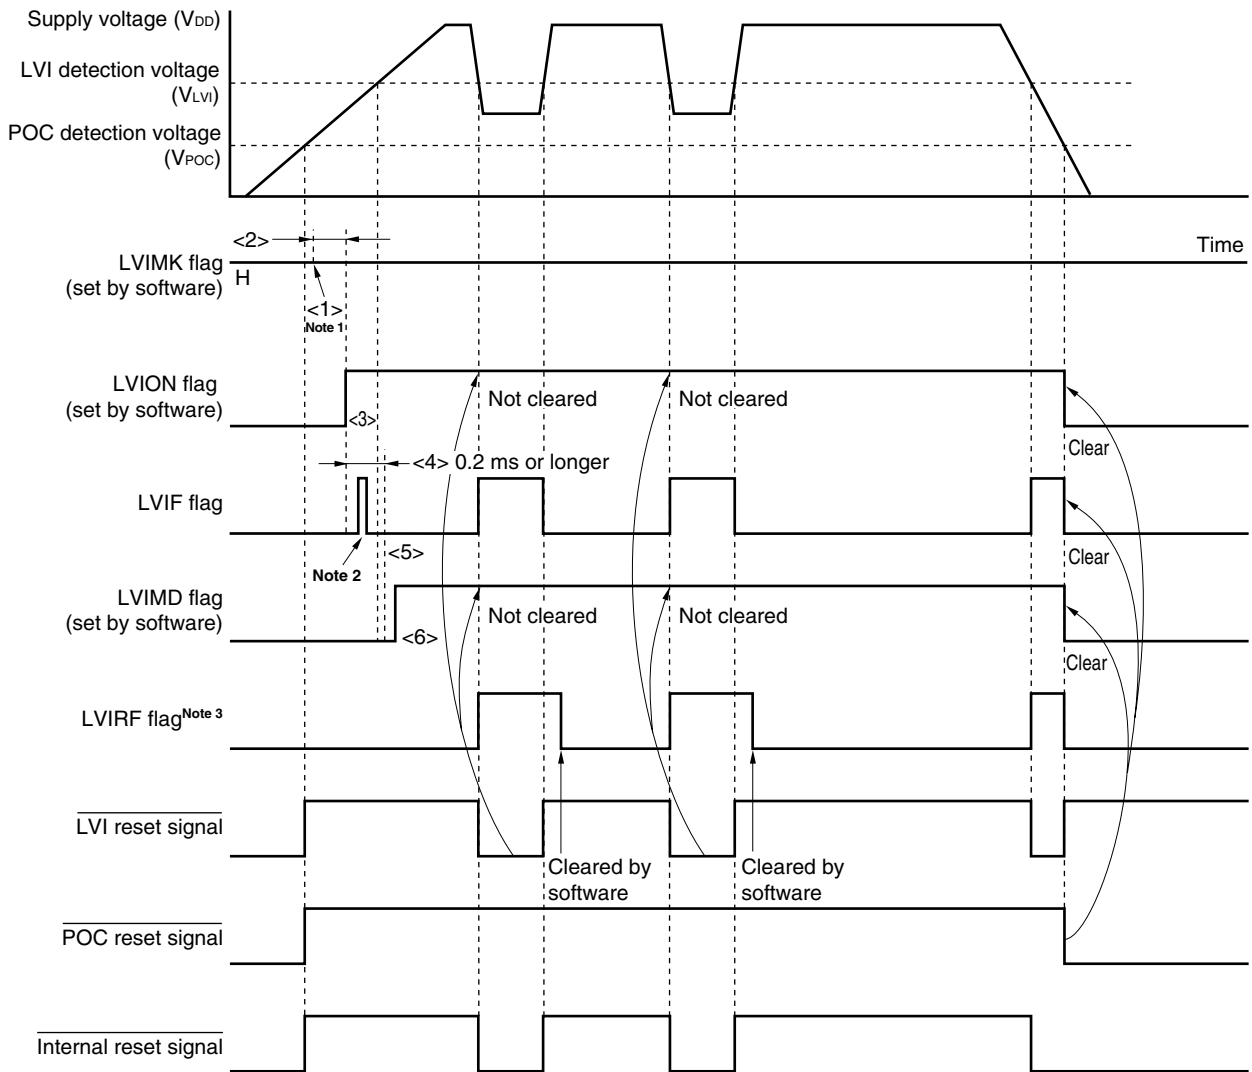 Supply voltage (VDD)
LVI detection voltage
(VLVI)
POC detection voltage
(VPOC)
<2>
Time
LVIMK flag
(set by software)
H
<1>
Note 1
LVION flag
(set by software)
<3>
Not cleared
Not cleared
Clear
<4> 0.2 ms or longer
LVIF flag
Note 2
<5>
Clear
LVIMD flag
(set by software)
<6>
Not cleared
Not cleared
Clear
LVIRF flagNote 3
LVI reset signal
Cleared by
software
Cleared by
software
POC reset signal
Internal reset signal